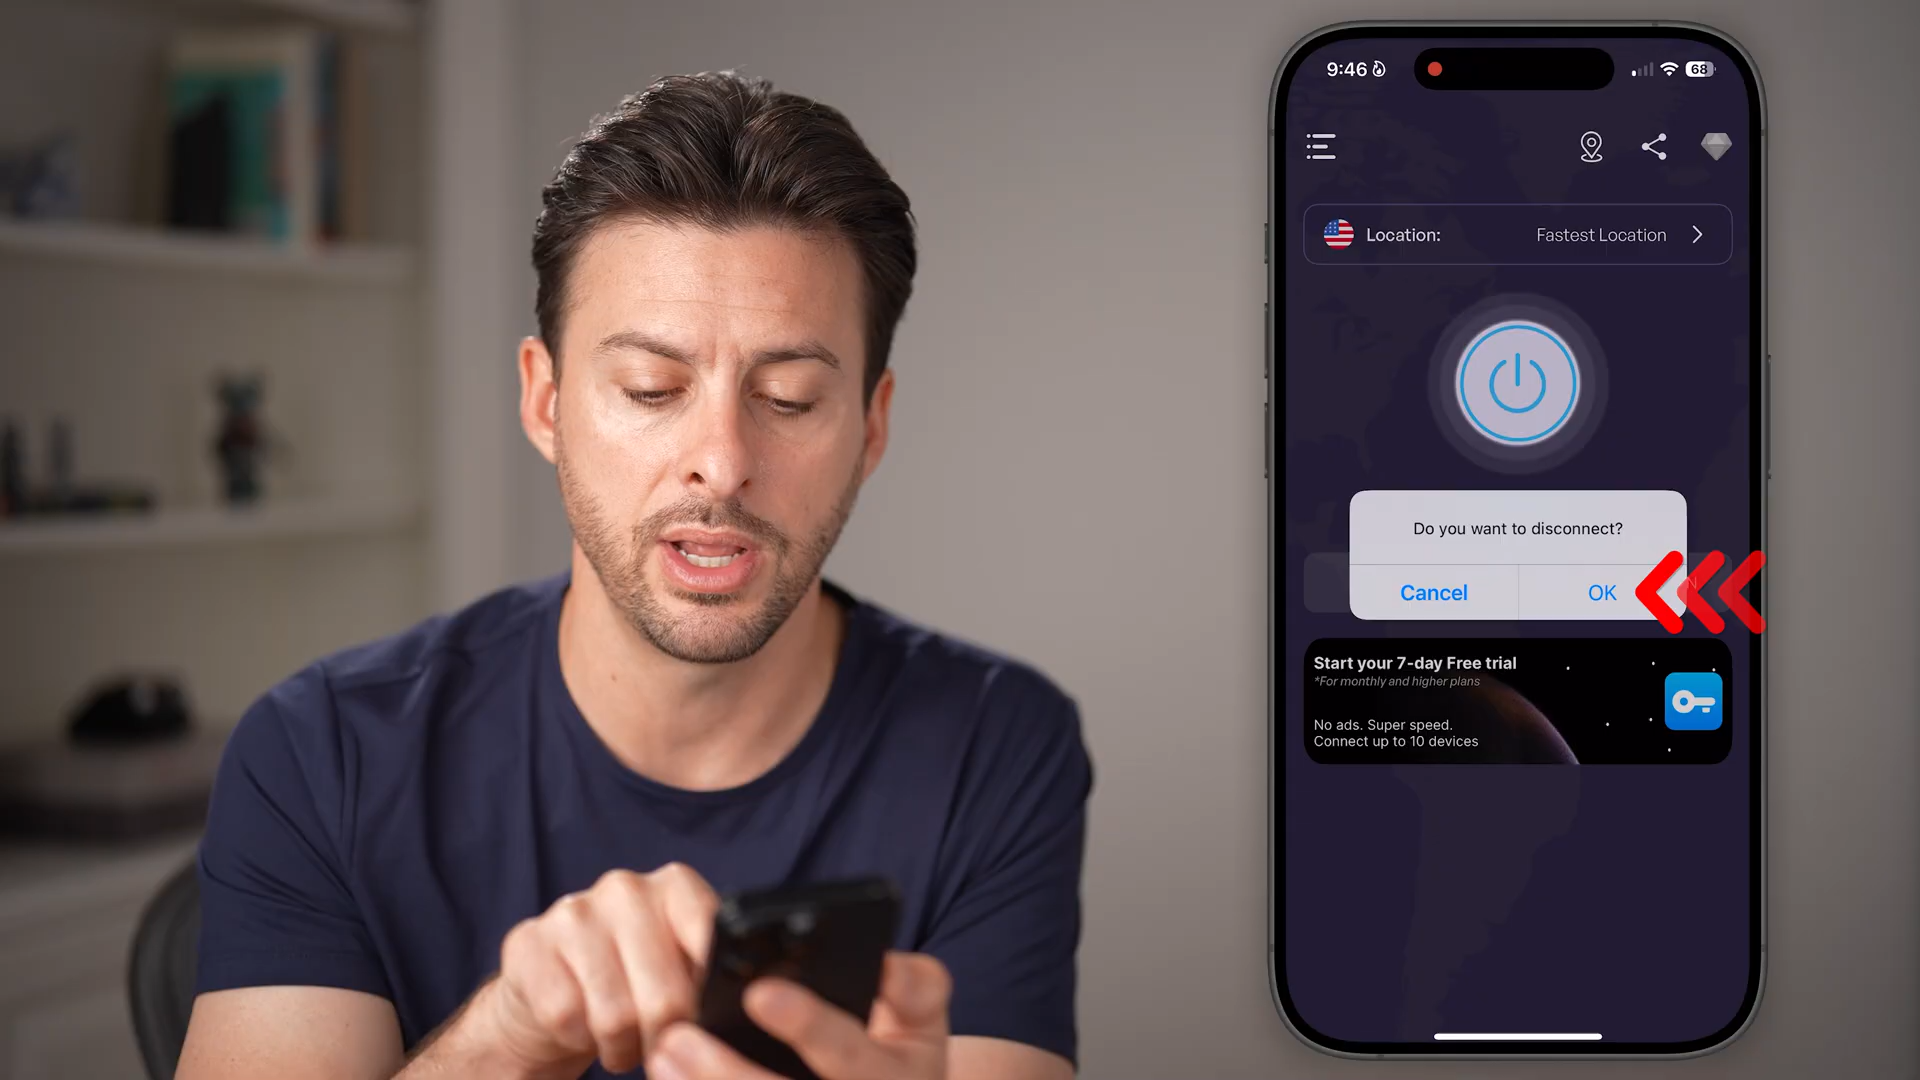 9:46
68
Location: Fastest Location
Do you want to disconnect?
Cancel OK
Start your 7-day Free trial
*For monthly and higher plans
No ads. Super speed.
Connect up to 10 devices